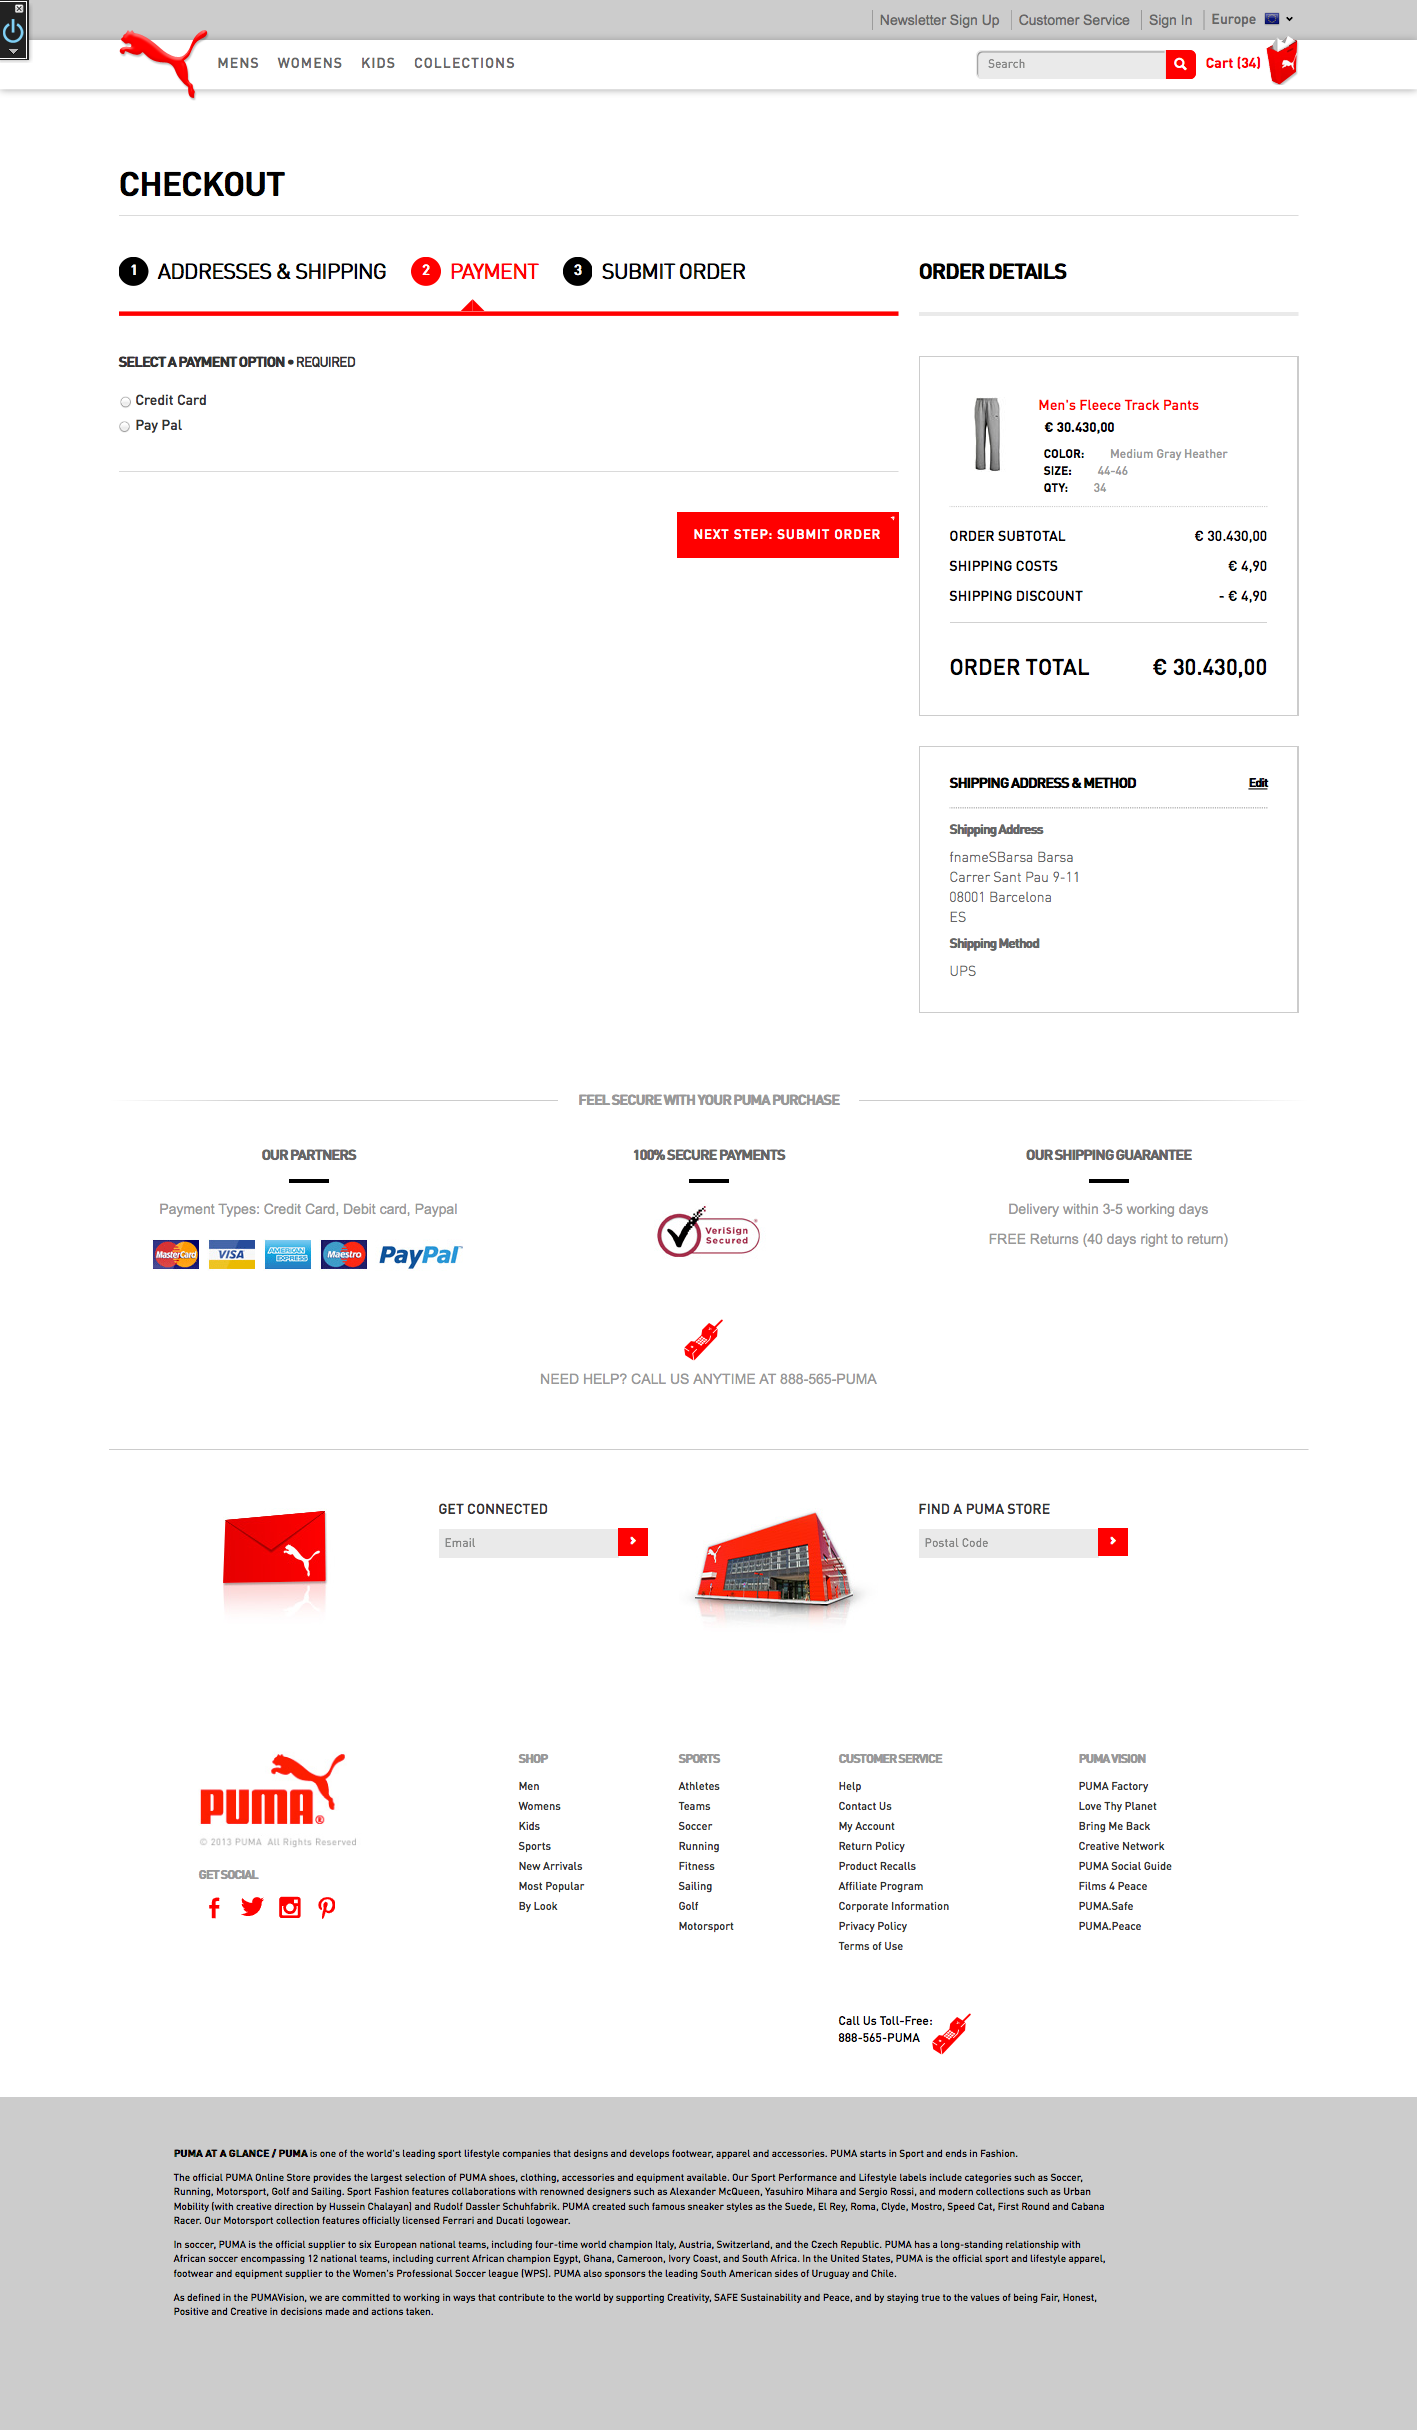 Newsletter Sign Up
Customer Service
Sign In
Europe
MENS
WOMENS
KIDS
COLLECTIONS
Search
Cart (34)
CHECKOUT
1 ADDRESSES & SHIPPING
2 PAYMENT
3 SUBMIT ORDER
ORDER DETAILS
SELECT A PAYMENT OPTION • REQUIRED
Credit Card
Pay Pal
NEXT STEP: SUBMIT ORDER
Men's Fleece Track Pants
€ 30.430,00
COLOR: Medium Gray Heather
SIZE: 44-46
QTY: 34
ORDER SUBTOTAL € 30.430,00
SHIPPING COSTS € 4,90
SHIPPING DISCOUNT - € 4,90
ORDER TOTAL € 30.430,00
SHIPPING ADDRESS & METHOD Edit
Shipping Address
fnameSBarsa Barsa
Carrer Sant Pau 9-11
08001 Barcelona
ES
Shipping Method
UPS
FEEL SECURE WITH YOUR PUMA PURCHASE
OUR PARTNERS
Payment Types: Credit Card, Debit card, Paypal
MasterCard
VISA
AMERICAN EXPRESS
Maestro
PayPal
100% SECURE PAYMENTS
VeriSign
Secured
OUR SHIPPING GUARANTEE
Delivery within 3-5 working days
FREE Returns (40 days right to return)
NEED HELP? CALL US ANYTIME AT 888-565-PUMA
GET CONNECTED
Email
FIND A PUMA STORE
Postal Code
PUMA®
© 2013 PUMA All Rights Reserved
GET SOCIAL
SHOP
Men
Womens
Kids
Sports
New Arrivals
Most Popular
By Look
SPORTS
Athletes
Teams
Soccer
Running
Fitness
Sailing
Golf
Motorsport
CUSTOMER SERVICE
Help
Contact Us
My Account
Return Policy
Product Recalls
Affiliate Program
Corporate Information
Privacy Policy
Terms of Use
PUMA VISION
PUMA Factory
Love Thy Planet
Bring Me Back
Creative Network
PUMA Social Guide
Films 4 Peace
PUMA.Safe
PUMA.Peace
Call Us Toll-Free:
888-565-PUMA
PUMA AT A GLANCE / PUMA is one of the world's leading sport lifestyle companies that designs and develops footwear, apparel and accessories. PUMA starts in Sport and ends in Fashion.
The official PUMA Online Store provides the largest selection of PUMA shoes, clothing, accessories and equipment available. Our Sport Performance and Lifestyle labels include categories such as Soccer,
Running, Motorsport, Golf and Sailing. Sport Fashion features collaborations with renowned designers such as Alexander McQueen, Yasuhiro Mihara and Sergio Rossi, and modern collections such as Urban
Mobility (with creative direction by Hussein Chalayan) and Rudolf Dassler Schuhfabrik. PUMA created such famous sneaker styles as the Suede, El Rey, Roma, Clyde, Mostro, Speed Cat, First Round and Cabana
Racer. Our Motorsport collection features officially licensed Ferrari and Ducati logowear.
In soccer, PUMA is the official supplier to six European national teams, including four-time world champion Italy, Austria, Switzerland, and the Czech Republic. PUMA has a long-standing relationship with
African soccer encompassing 12 national teams, including current African champion Egypt, Ghana, Cameroon, Ivory Coast, and South Africa. In the United States, PUMA is the official sport and lifestyle apparel,
footwear and equipment supplier to the Women's Professional Soccer league (WPS). PUMA also sponsors the leading South American sides of Uruguay and Chile.
As defined in the PUMAVision, we are committed to working in ways that contribute to the world by supporting Creativity, SAFE Sustainability and Peace, and by staying true to the values of being Fair, Honest,
Positive and Creative in decisions made and actions taken.